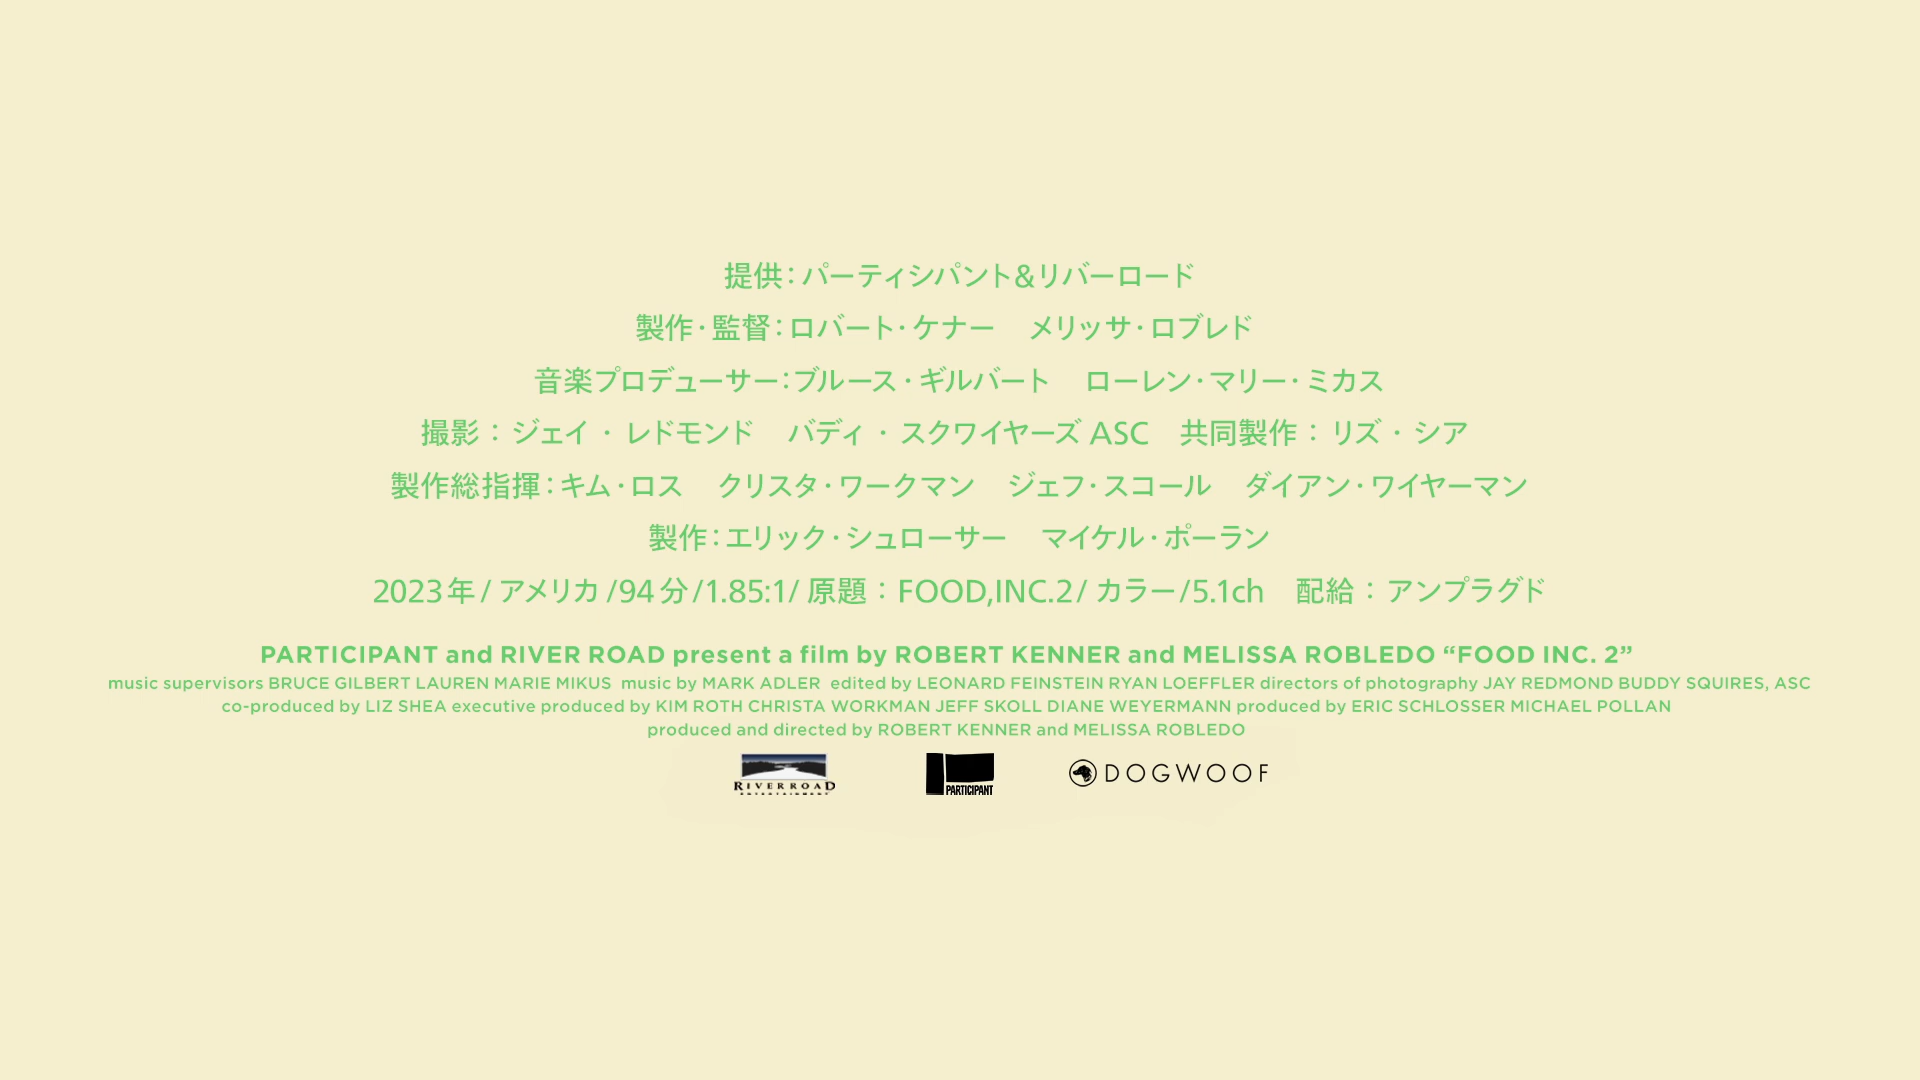 提供：パーティシパント＆リバーロード
製作・監督：ロバート・ケナー　メリッサ・ロブレド
音楽プロデューサー：ブルース・ギルバート　ローレン・マリー・ミカス
撮影：ジェイ・レドモンド　バディ・スクワイヤーズ ASC　共同製作：リズ・シア
製作総指揮：キム・ロス　クリスタ・ワークマン　ジェフ・スコール　ダイアン・ワイヤーマン
製作：エリック・シュローサー　マイケル・ポーラン
2023年/アメリカ/94分/1.85:1/原題：FOOD,INC.2/カラー/5.1ch　配給：アンプラグド
PARTICIPANT and RIVER ROAD present a film by ROBERT KENNER and MELISSA ROBLEDO “FOOD INC. 2”
music supervisors BRUCE GILBERT LAUREN MARIE MIKUS music by MARK ADLER edited by LEONARD FEINSTEIN RYAN LOEFFLER directors of photography JAY REDMOND BUDDY SQUIRES, ASC
co-produced by LIZ SHEA executive produced by KIM ROTH CHRISTA WORKMAN JEFF SKOLL DIANE WEYERMANN produced by ERIC SCHLOSSER MICHAEL POLLAN
produced and directed by ROBERT KENNER and MELISSA ROBLEDO
RIVER ROAD
ENTERTAINMENT
PARTICIPANT
DOGWOOF